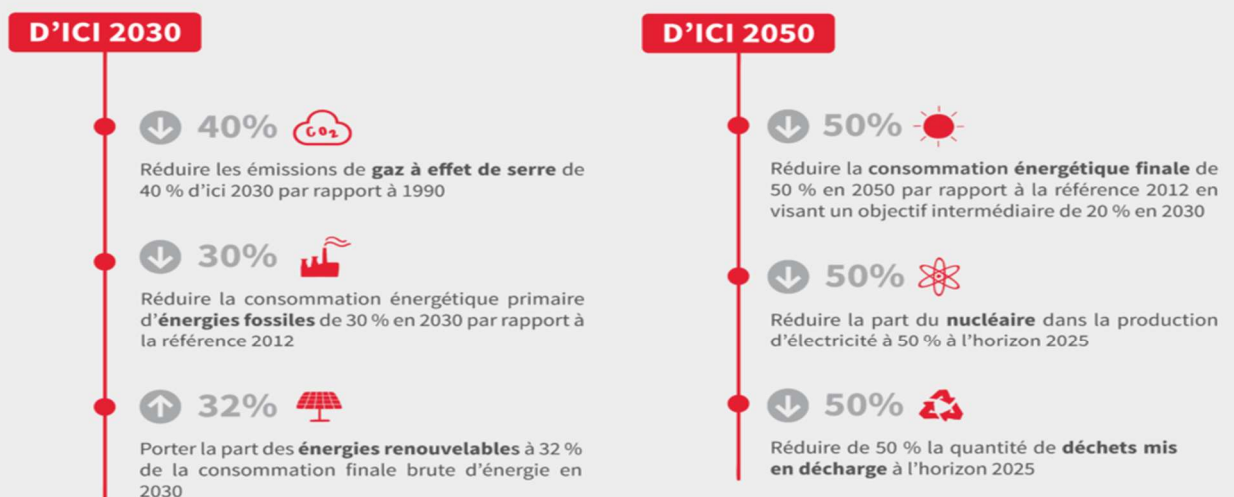 D'ICI 2030
40%
CO2
Réduire les émissions de gaz à effet de serre de
40 % d'ici 2030 par rapport à 1990
30%
Réduire la consommation énergétique primaire
d'énergies fossiles de 30 % en 2030 par rapport à
la référence 2012
32%
Porter la part des énergies renouvelables à 32 %
de la consommation finale brute d'énergie en
2030
D'ICI 2050
50%
Réduire la consommation énergétique finale de
50 % en 2050 par rapport à la référence 2012 en
visant un objectif intermédiaire de 20 % en 2030
50%
Réduire la part du nucléaire dans la production
d'électricité à 50 % à l'horizon 2025
50%
Réduire de 50 % la quantité de déchets mis
en décharge à l'horizon 2025